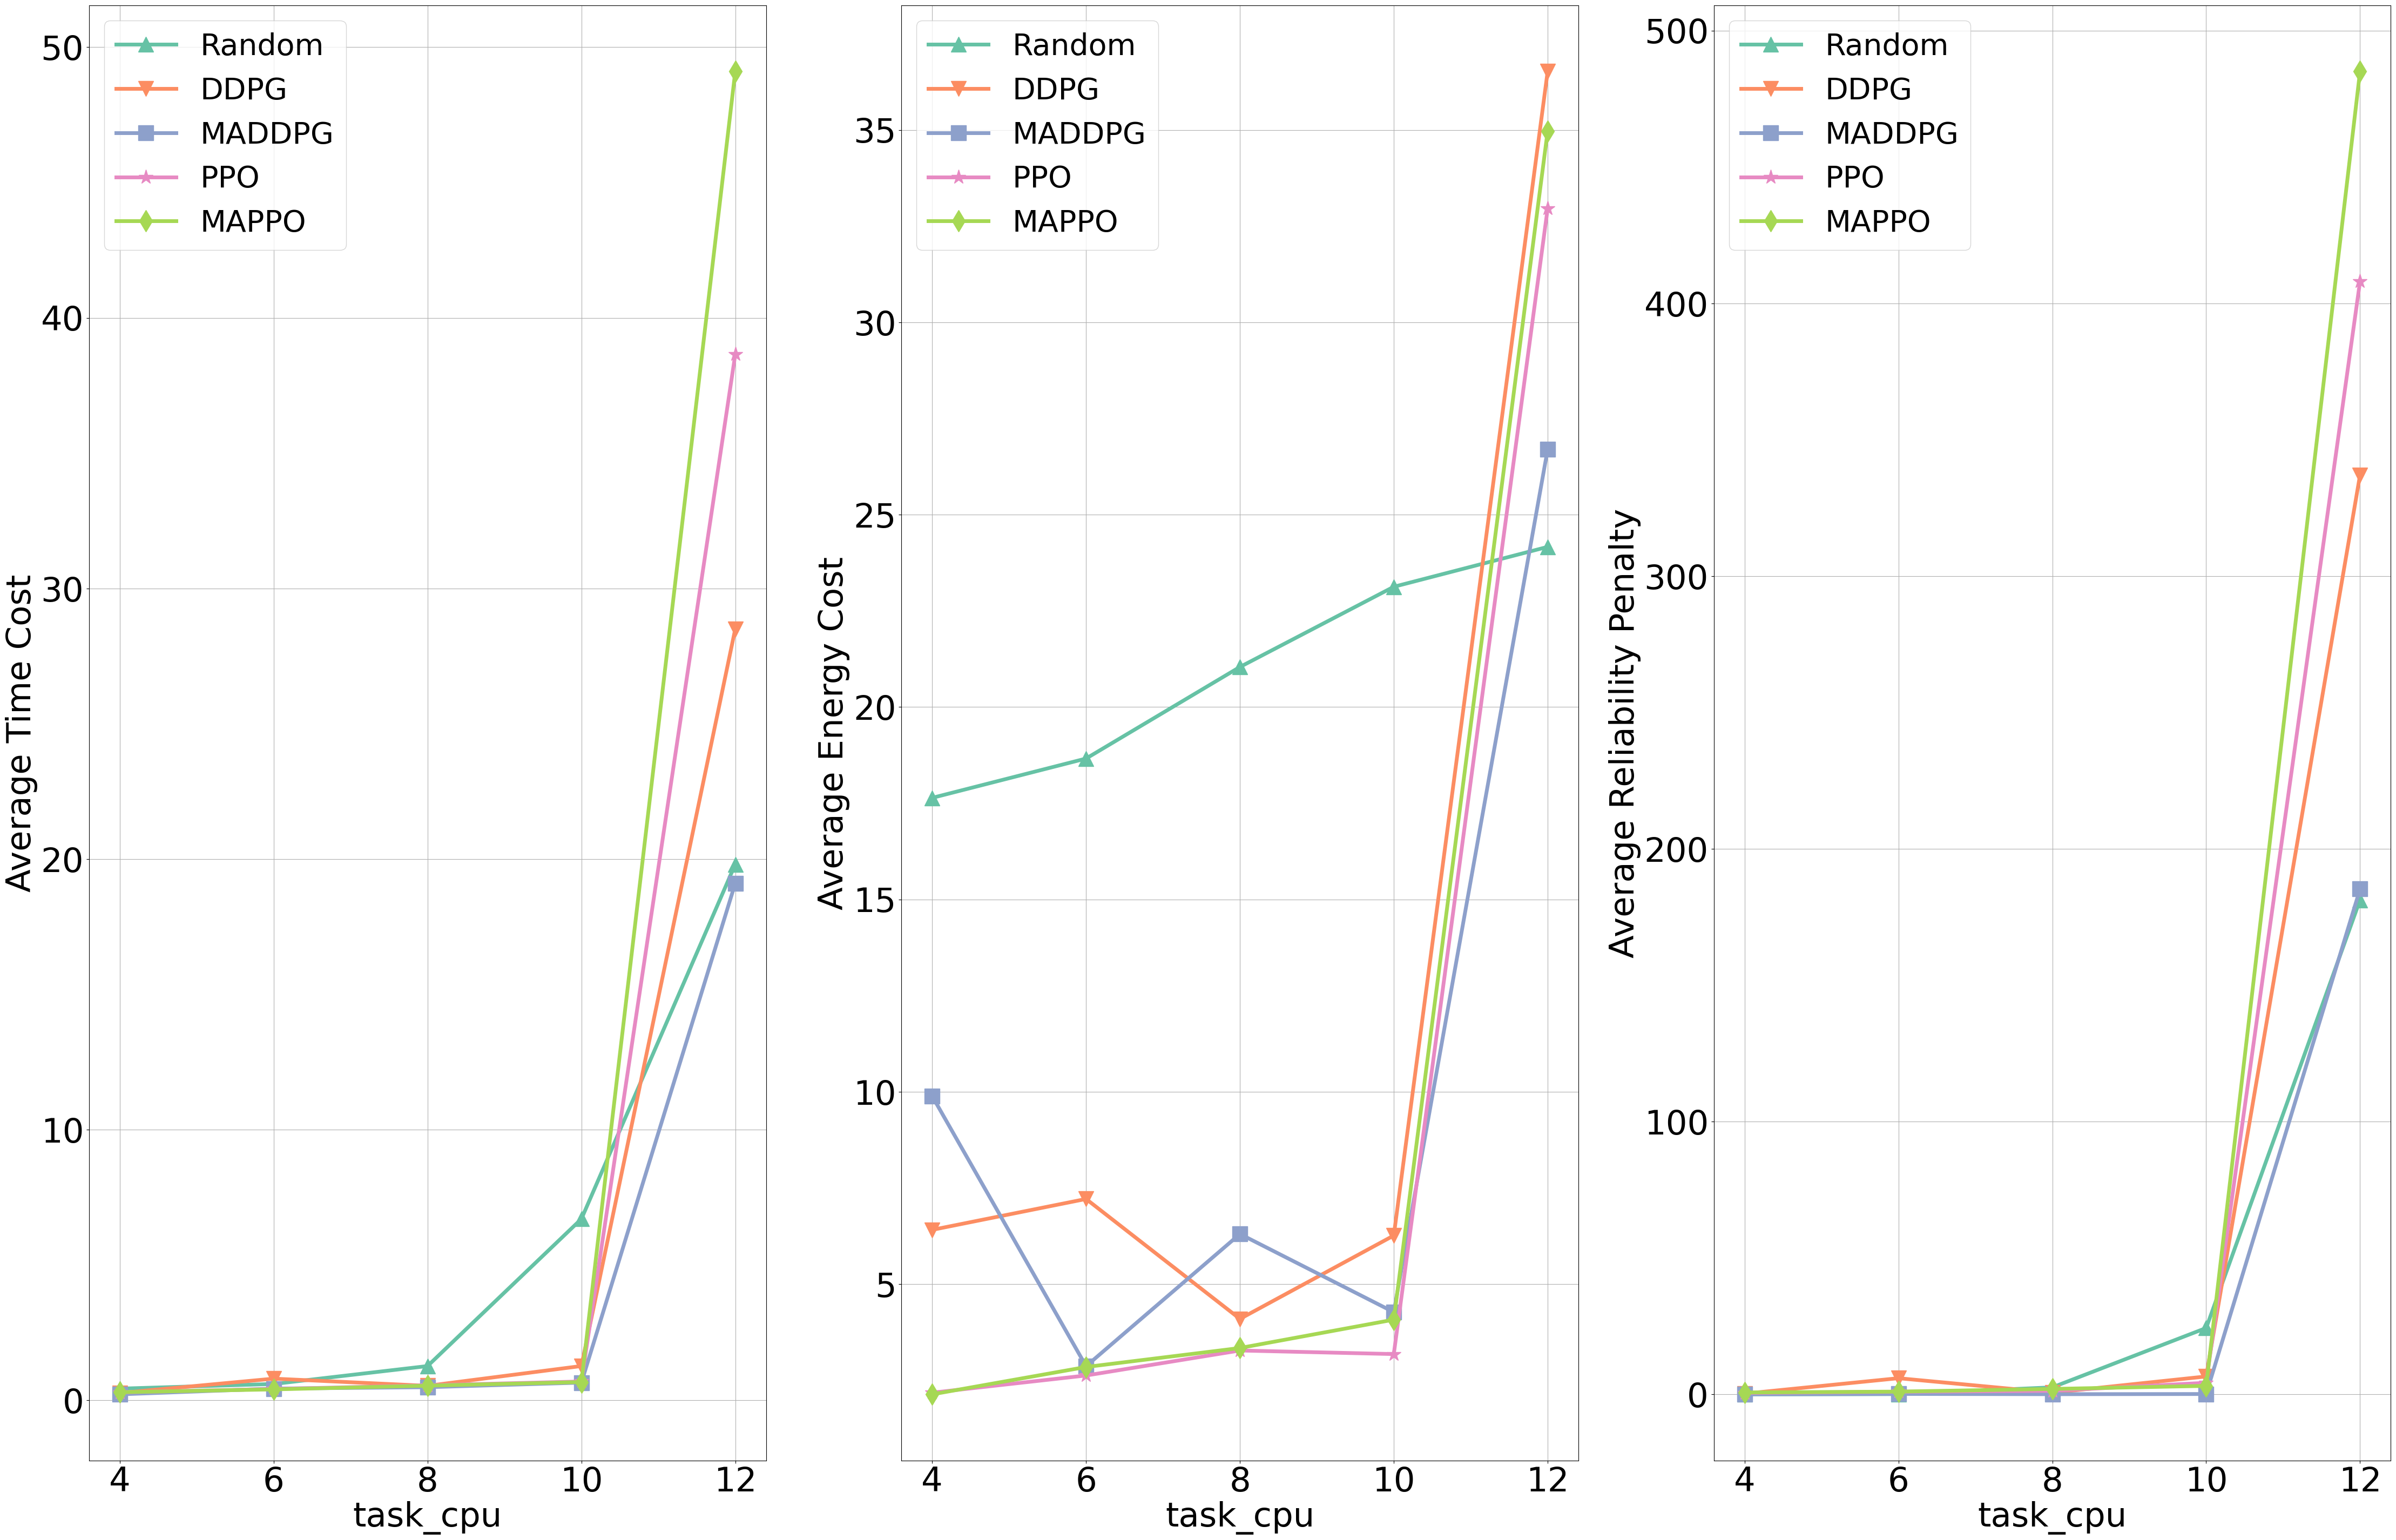 Average Time Cost
50
40
30
20
10
0
Random
DDPG
MADDPG
PPO
MAPPO
4 6 8 10 12
task_cpu
Average Energy Cost
35
30
25
20
15
10
5
Random
DDPG
MADDPG
PPO
MAPPO
4 6 8 10 12
task_cpu
Average Reliability Penalty
500
400
300
200
100
0
Random
DDPG
MADDPG
PPO
MAPPO
4 6 8 10 12
task_cpu